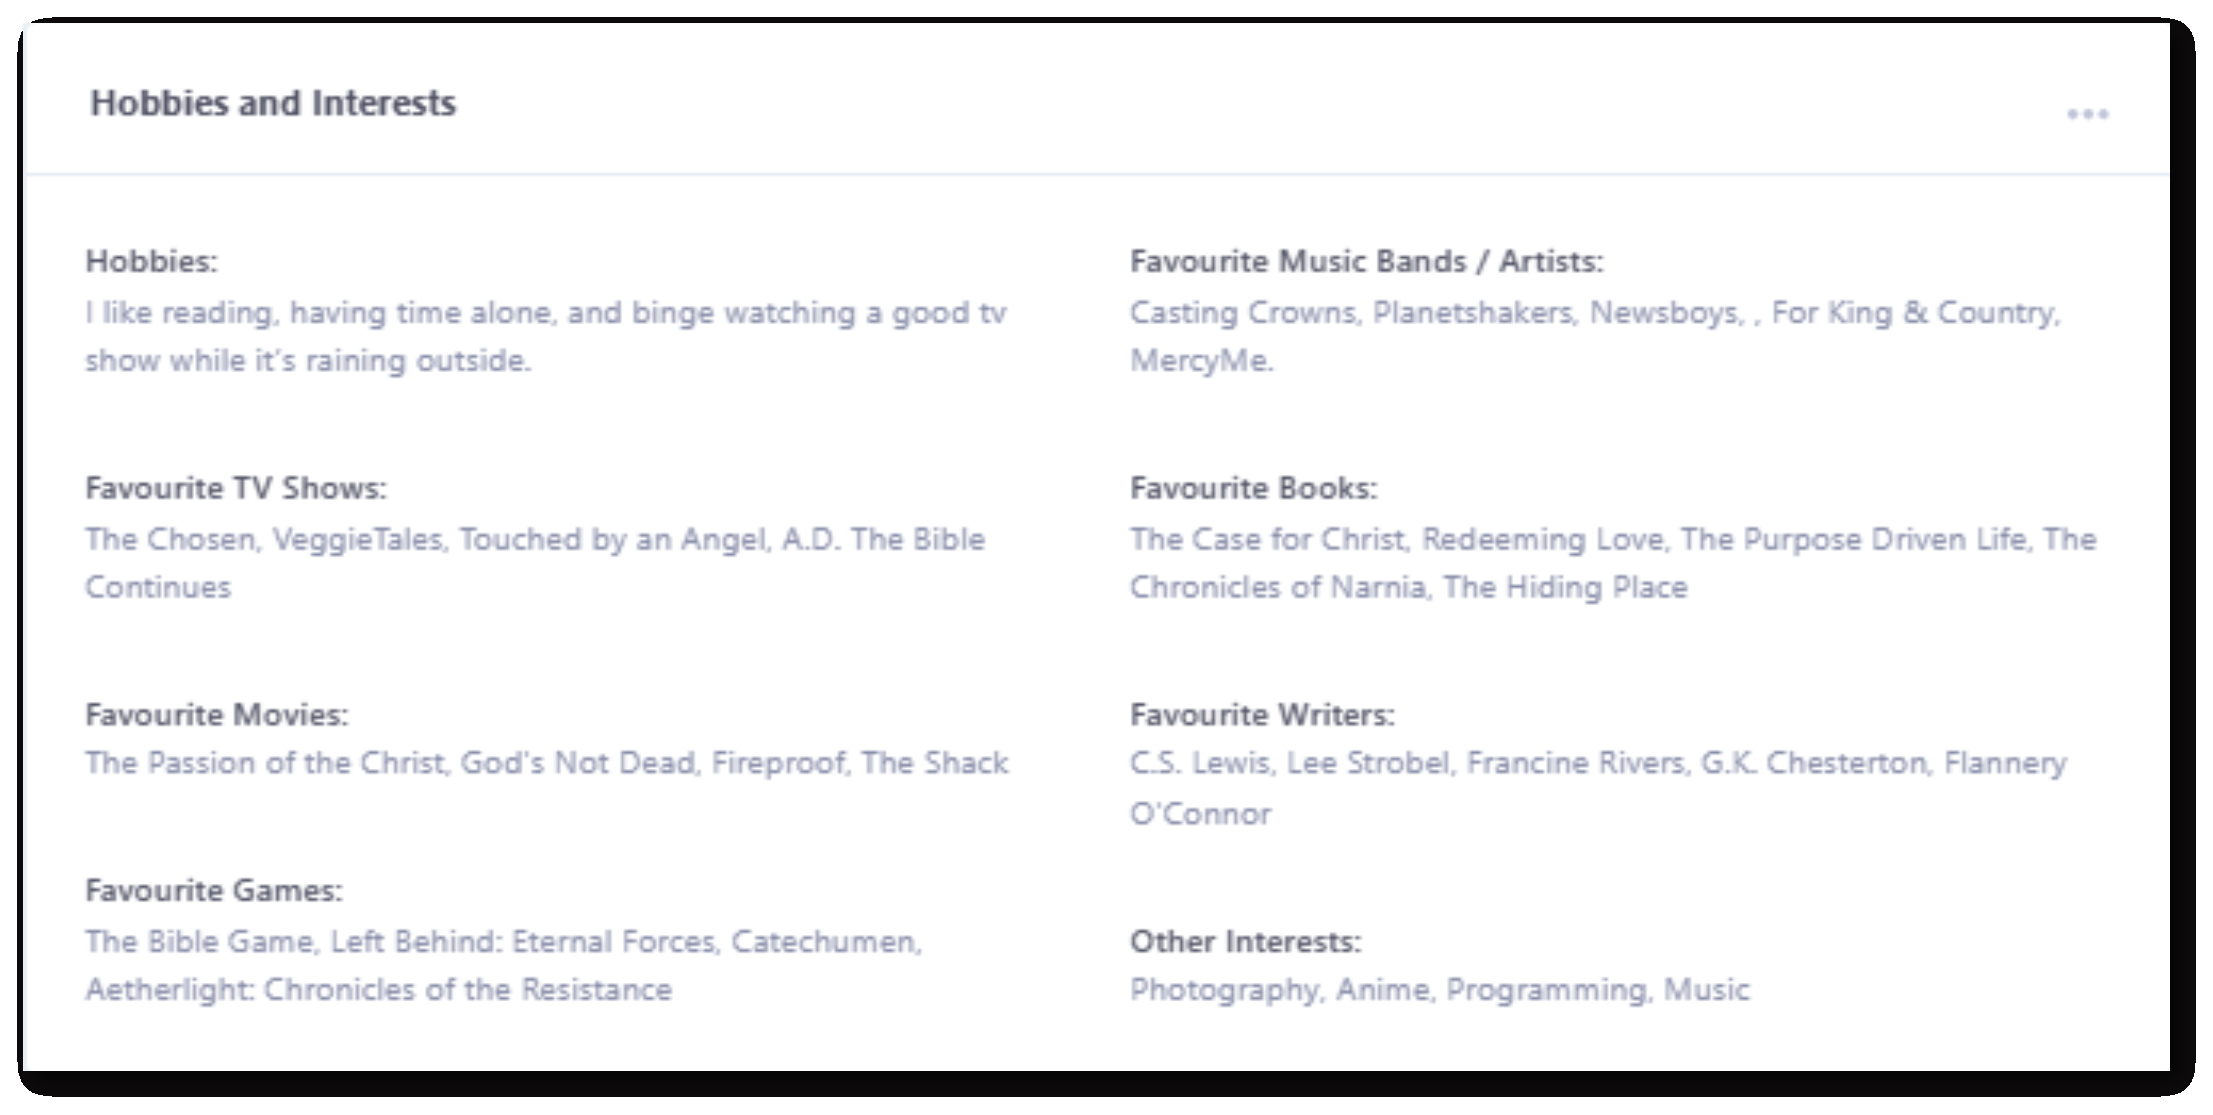 Hobbies and Interests
Hobbies:
I like reading, having time alone, and binge watching a good tv
show while it's raining outside.
Favourite TV Shows:
The Chosen, VeggieTales, Touched by an Angel, A.D. The Bible
Continues
Favourite Movies:
The Passion of the Christ, God's Not Dead, Fireproof, The Shack
Favourite Games:
The Bible Game, Left Behind: Eternal Forces, Catechumen,
Aetherlight: Chronicles of the Resistance
Favourite Music Bands / Artists:
Casting Crowns, Planetshakers, Newsboys, , For King & Country,
MercyMe.
Favourite Books:
The Case for Christ, Redeeming Love, The Purpose Driven Life, The
Chronicles of Narnia, The Hiding Place
Favourite Writers:
C.S. Lewis, Lee Strobel, Francine Rivers, G.K. Chesterton, Flannery
O'Connor
Other Interests:
Photography, Anime, Programming, Music